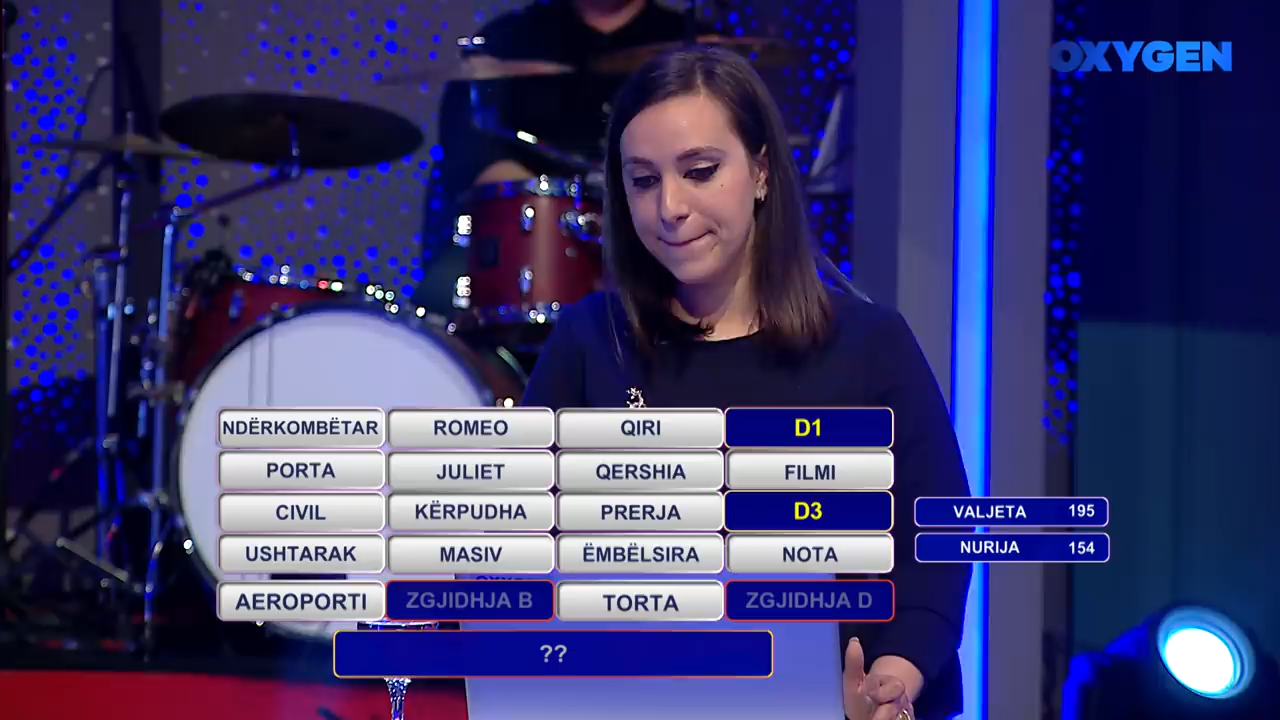 OXYGEN
NDËRKOMBËTAR ROMEO QIRI D1
PORTA JULIET QERSHIA FILMI
CIVIL KËRPUDHA PRERJA D3
USHTARAK MASIV ËMBËLSIRA NOTA
AEROPORTI ZGJIDHJA B TORTA ZGJIDHJA D
??
VALJETA 195
NURIJA 154